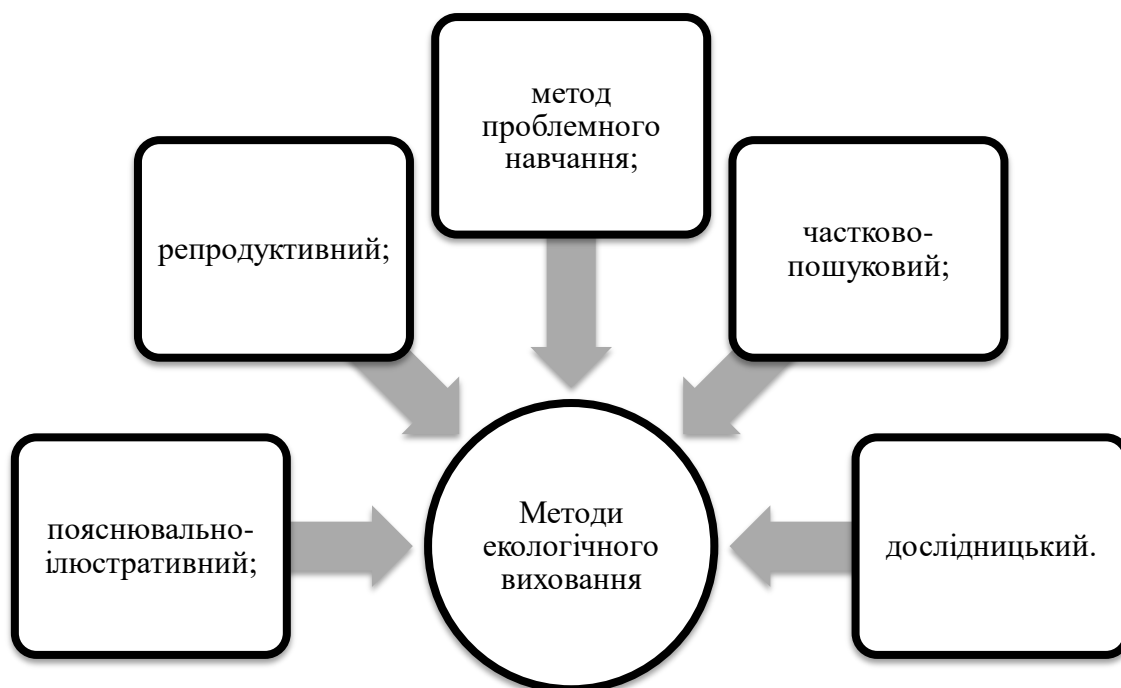 метод
проблемного
навчання;
репродуктивний;
частково-
пошуковий;
пояснювально-
ілюстративний;
Методи
екологічного
виховання
дослідницький.